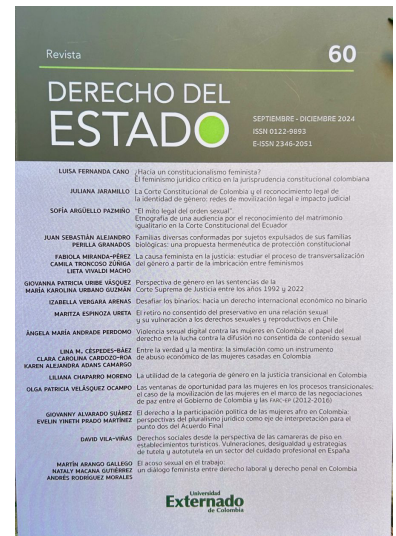 Revista
60
DERECHO DEL
ESTADO
SEPTIEMBRE - DICIEMBRE 2024
ISSN 0122-9893
E-ISSN 2346-2051
LUISA FERNANDA CANO ¿Hacia un constitucionalismo feminista?
El feminismo jurídico crítico en la jurisprudencia constitucional colombiana
JULIANA JARAMILLO La Corte Constitucional de Colombia y el reconocimiento legal de
la identidad de género: redes de movilización legal e impacto judicial
SOFÍA ARGÜELLO PAZMIÑO "El mito legal del orden sexual".
Etnografía de una audiencia por el reconocimiento del matrimonio
igualitario en la Corte Constitucional del Ecuador
JUAN SEBASTIÁN ALEJANDRO Familias diversas conformadas por sujetos expulsados de sus familias
PERILLA GRANADOS biológicas: una propuesta hermenéutica de protección constitucional
FABIOLA MIRANDA-PÉREZ La causa feminista en la justicia: estudio el proceso de transversalización
CAMILA TRONCOSO ZÚÑIGA del género a partir de la imbricación entre feminismos
LIETA VIVALDI MACHO
GIOVANNA PATRICIA URIBE VÁSQUEZ Perspectiva de género en las sentencias de la
MARÍA KAROLINA URBANO GUZMÁN Corte Suprema de Justicia entre los años 1992 y 2022
IZABELLA VERGARA ARENAS Desafiar los binarios: hacia un derecho internacional económico no binario
MARITZA ESPINOZA URETA El retiro no consentido del preservativo en una relación sexual
y su vulneración a los derechos sexuales y reproductivos en Chile
ÁNGELA MARÍA ANDRADE PERDOMO Violencia sexual digital contra las mujeres en Colombia: el papel del
derecho en la lucha contra la difusión no consentida de contenido sexual
LINA M. CÉSPEDES-BÁEZ Entre la verdad y la mentira: la simulación como un instrumento
CLARA CAROLINA CARDOZO-ROA de abuso económico de las mujeres casadas en Colombia
KAREN ALEJANDRA ADAMS CAMARGO
LILIANA CHAPARRO MORENO La utilidad de la categoría de género en la justicia transicional en Colombia
OLGA PATRICIA VELÁSQUEZ OCAMPO Las ventanas de oportunidad para las mujeres en los procesos transicionales:
el caso de la movilización de las mujeres en el marco de las negociaciones
de paz entre el Gobierno de Colombia y las FARC-EP (2012-2016)
GIOVANNY ALVARADO SUÁREZ El derecho a la participación política de las mujeres afro en Colombia:
EVELIN YINETH PRADO MARTÍNEZ perspectivas del pluralismo jurídico como eje de interpretación para el
punto dos del Acuerdo Final
DAVID VILA-VIÑAS Derechos sociales desde la perspectiva de las camareras de piso en
establecimientos turísticos. Vulneraciones, desigualdad y estrategias
de tutela y autotutela en un sector del cuidado profesional en España
MARTÍN ARANGO GALLEGO El acoso sexual en el trabajo:
NATALY MACANA GUTIÉRREZ un diálogo feminista entre derecho laboral y derecho penal en Colombia
ANDRÉS RODRÍGUEZ MORALES
Universidad
Externado
de Colombia